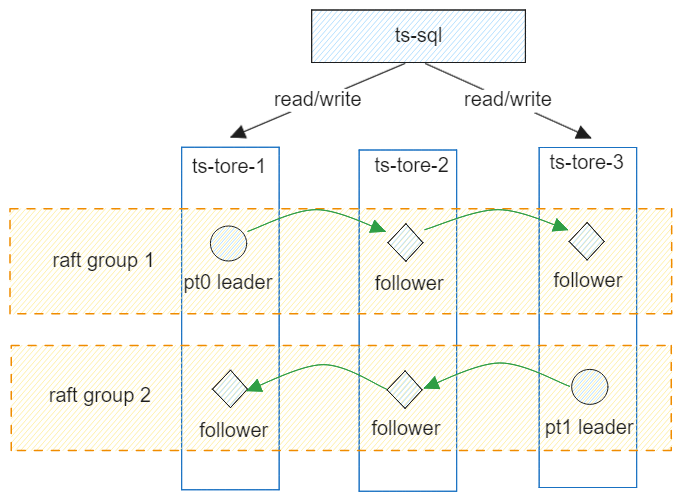 ts-sql
read/write
read/write
ts-tore-1
ts-tore-2
ts-tore-3
raft group 1
pt0 leader
follower
follower
raft group 2
follower
follower
pt1 leader